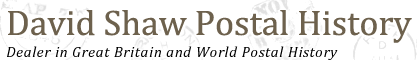 David Shaw Postal History
Dealer in Great Britain and World Postal History